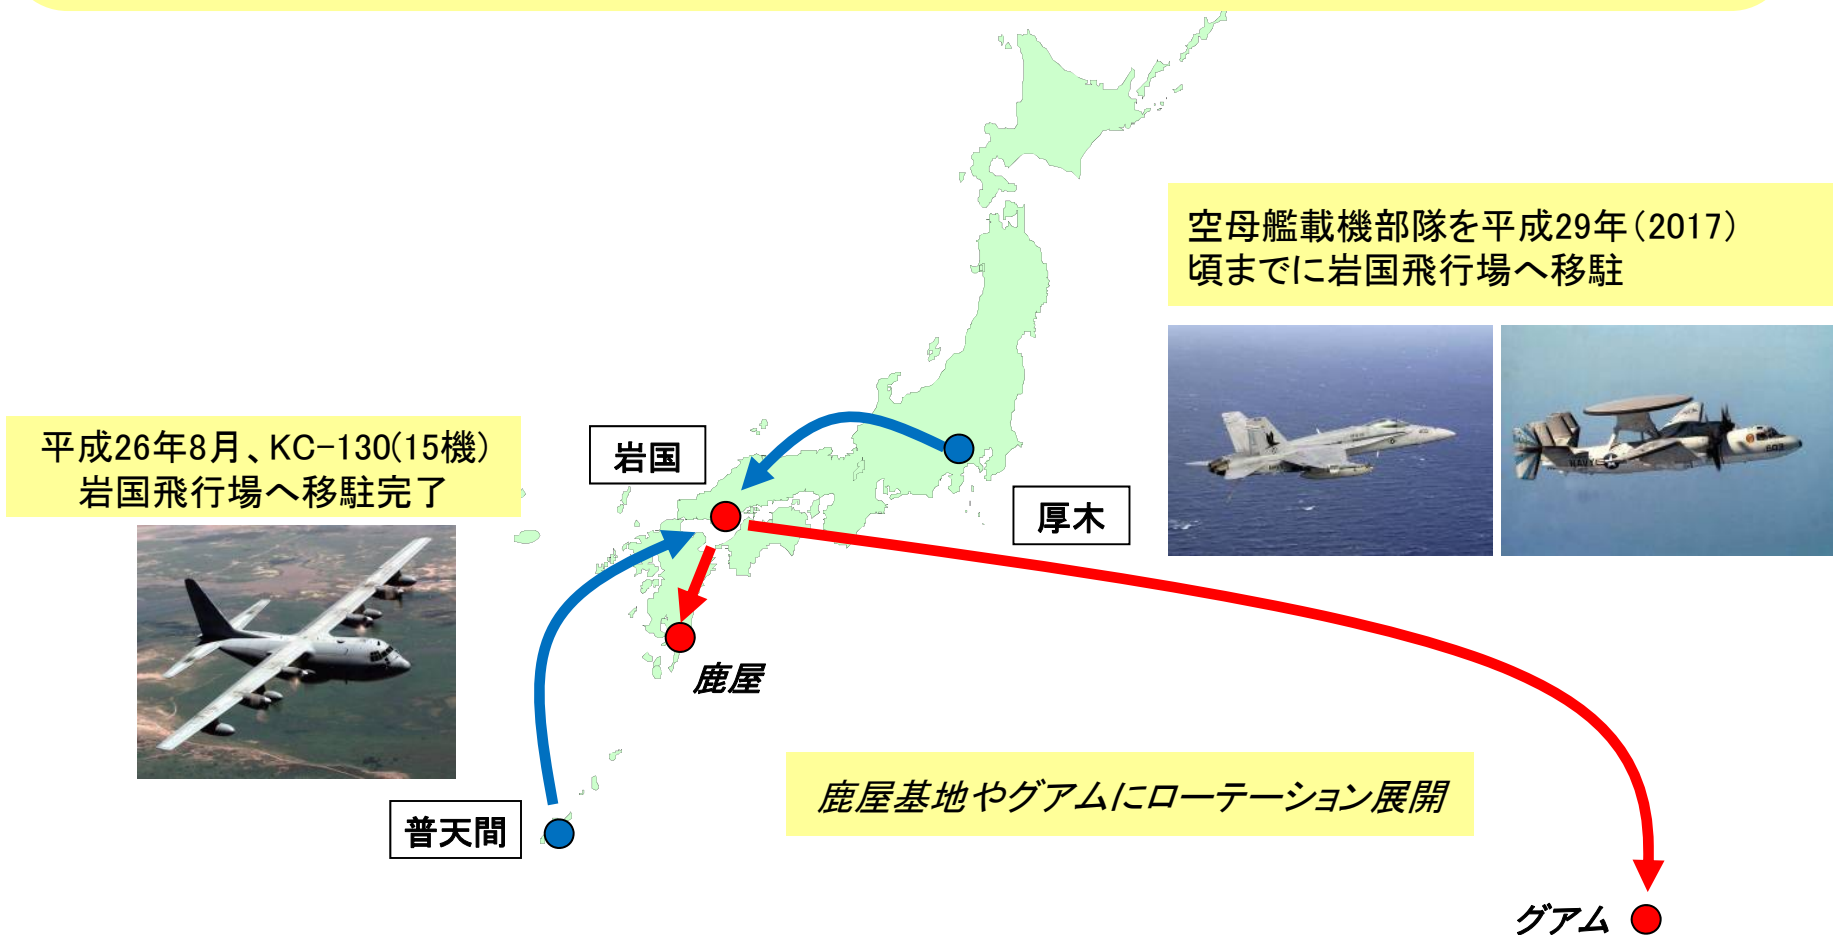 空母艦載機部隊を平成29年(2017)
頃までに岩国飛行場へ移駐
平成26年8月、KC-130(15機)
岩国飛行場へ移駐完了
岩国
厚木
鹿屋
鹿屋基地やグアムにローテーション展開
普天間
グアム
NAVY
603